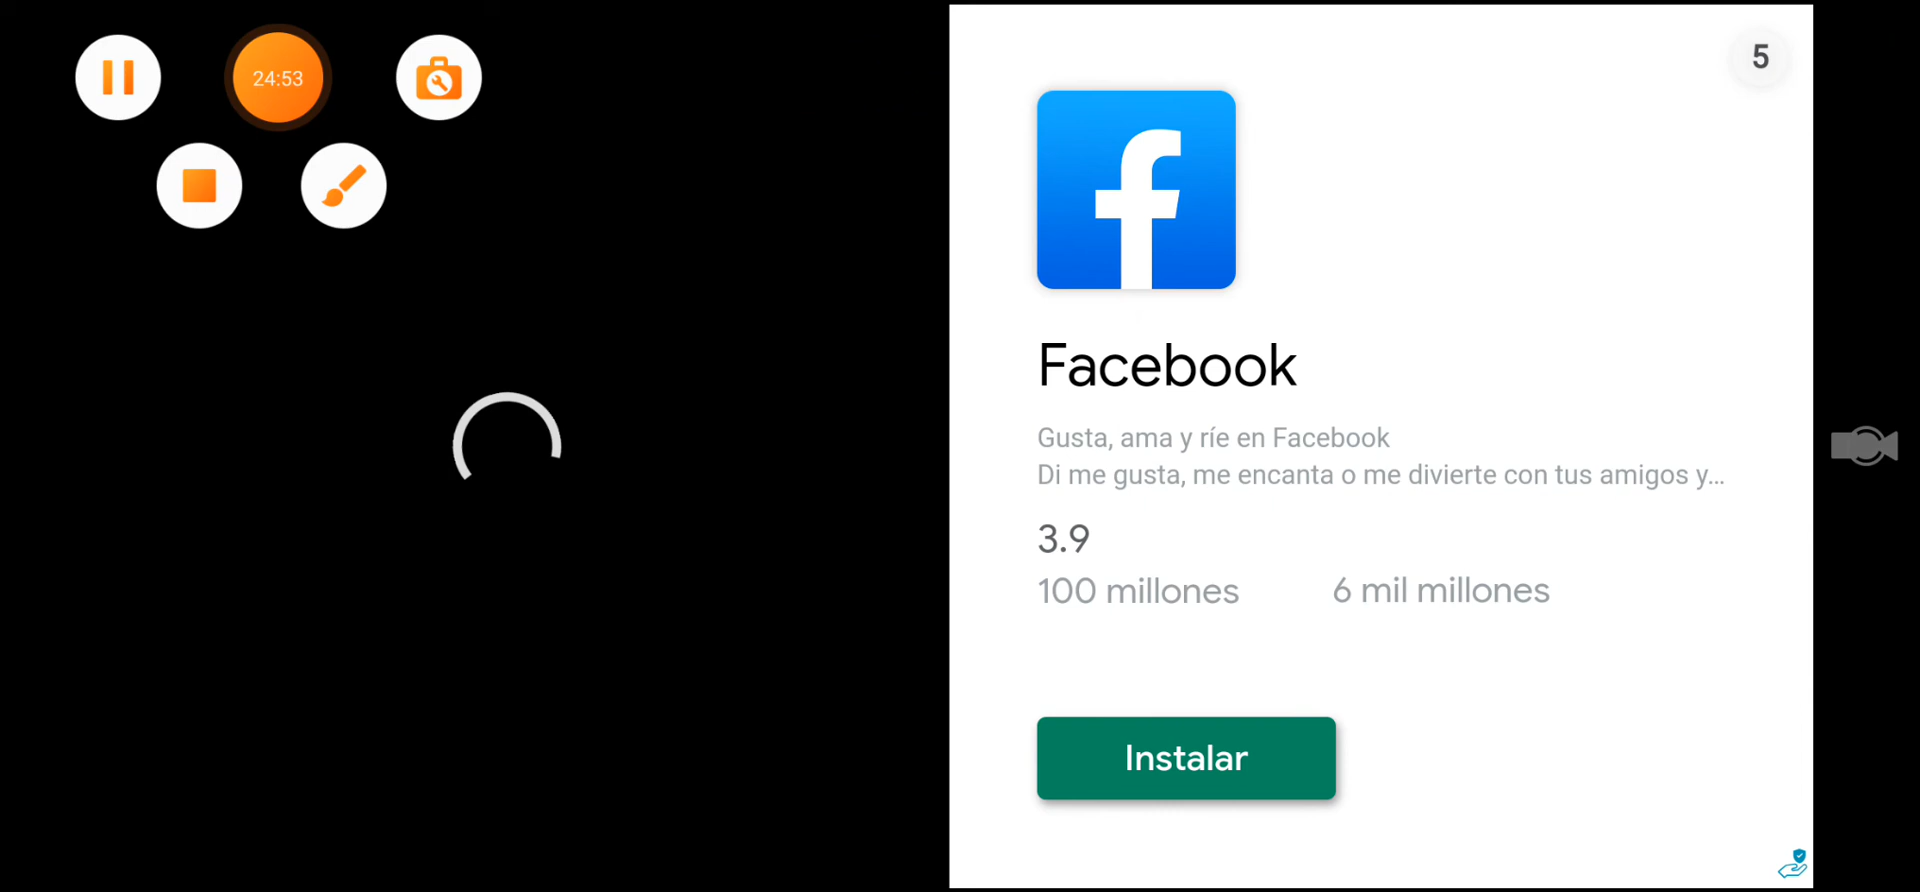 24:53
5
Facebook
Gusta, ama y ríe en Facebook
Di me gusta, me encanta o me divierte con tus amigos y...
3.9
100 millones 6 mil millones
Instalar